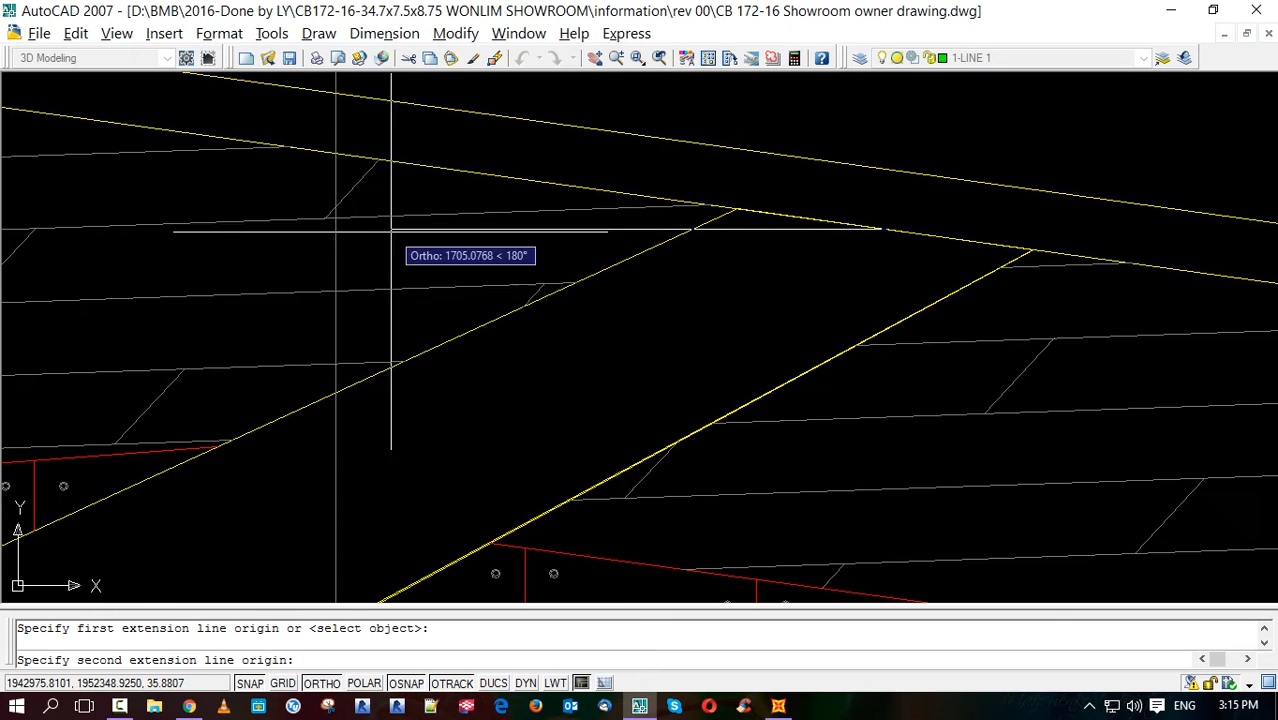 AutoCAD 2007 - [D:\BMB\2016-Done by LY\CB172-16-34.7x7.5x8.75 WONLIM SHOWROOM\information\rev 00\CB 172-16 Showroom owner drawing.dwg]
File Edit View Insert Format Tools Draw Dimension Modify Window Help Express
3D Modeling
1-LINE 1
Ortho: 1705.0768 < 180°
Y
X
Specify first extension line origin or <select object>:
Specify second extension line origin:
1942975.8101, 1952348.9250, 35.8807 SNAP GRID ORTHO POLAR OSNAP OTRACK DUCS DYN LWT
ENG 3:15 PM